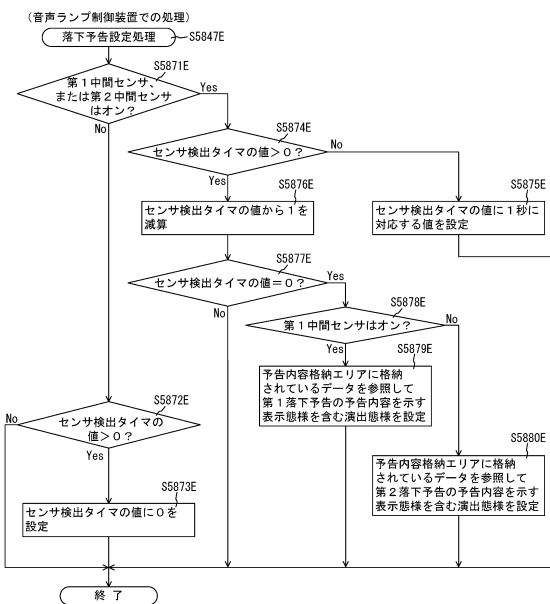 (音声ランプ制御装置での処理)
落下予告設定処理
S5847E
S5871E
第1中間センサ、
または第2中間センサ
はオン?
Yes
No
S5874E
センサ検出タイマの値>0?
No
Yes
S5875E
センサ検出タイマの値に1秒に
対応する値を設定
S5876E
センサ検出タイマの値から1を
減算
S5877E
センサ検出タイマの値=0?
Yes
No
S5878E
第1中間センサはオン?
No
Yes
S5879E
予告内容格納エリアに格納
されているデータを参照して
第1落下予告の予告内容を示す
表示態様を含む演出態様を設定
S5872E
No
センサ検出タイマの
値>0?
Yes
S5880E
予告内容格納エリアに格納
されているデータを参照して
第2落下予告の予告内容を示す
表示態様を含む演出態様を設定
S5873E
センサ検出タイマの値に0を
設定
終了